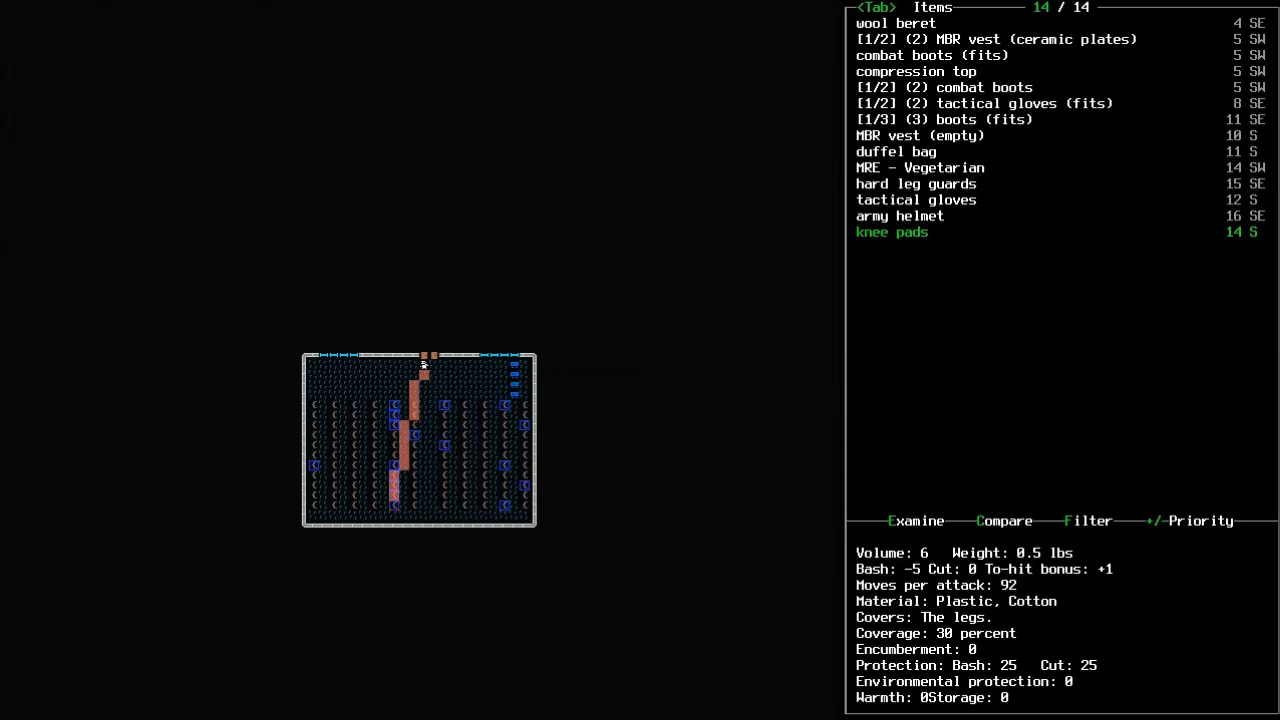 <Tab> Items 14 / 14
wool beret 4 SE
[1/2] (2) MBR vest (ceramic plates) 5 SW
combat boots (fits) 5 SW
compression top 5 SW
[1/2] (2) combat boots 5 SW
[1/2] (2) tactical gloves (fits) 8 SE
[1/3] (3) boots (fits) 11 SE
MBR vest (empty) 10 S
duffel bag 11 S
MRE - Vegetarian 14 SW
hard leg guards 15 SE
tactical gloves 12 S
army helmet 16 SE
knee pads 14 S
Examine Compare Filter +/-Priority
Volume: 6 Weight: 0.5 lbs
Bash: -5 Cut: 0 To-hit bonus: +1
Moves per attack: 92
Material: Plastic, Cotton
Covers: The legs.
Coverage: 30 percent
Encumberment: 0
Protection: Bash: 25 Cut: 25
Environmental protection: 0
Warmth: 0Storage: 0